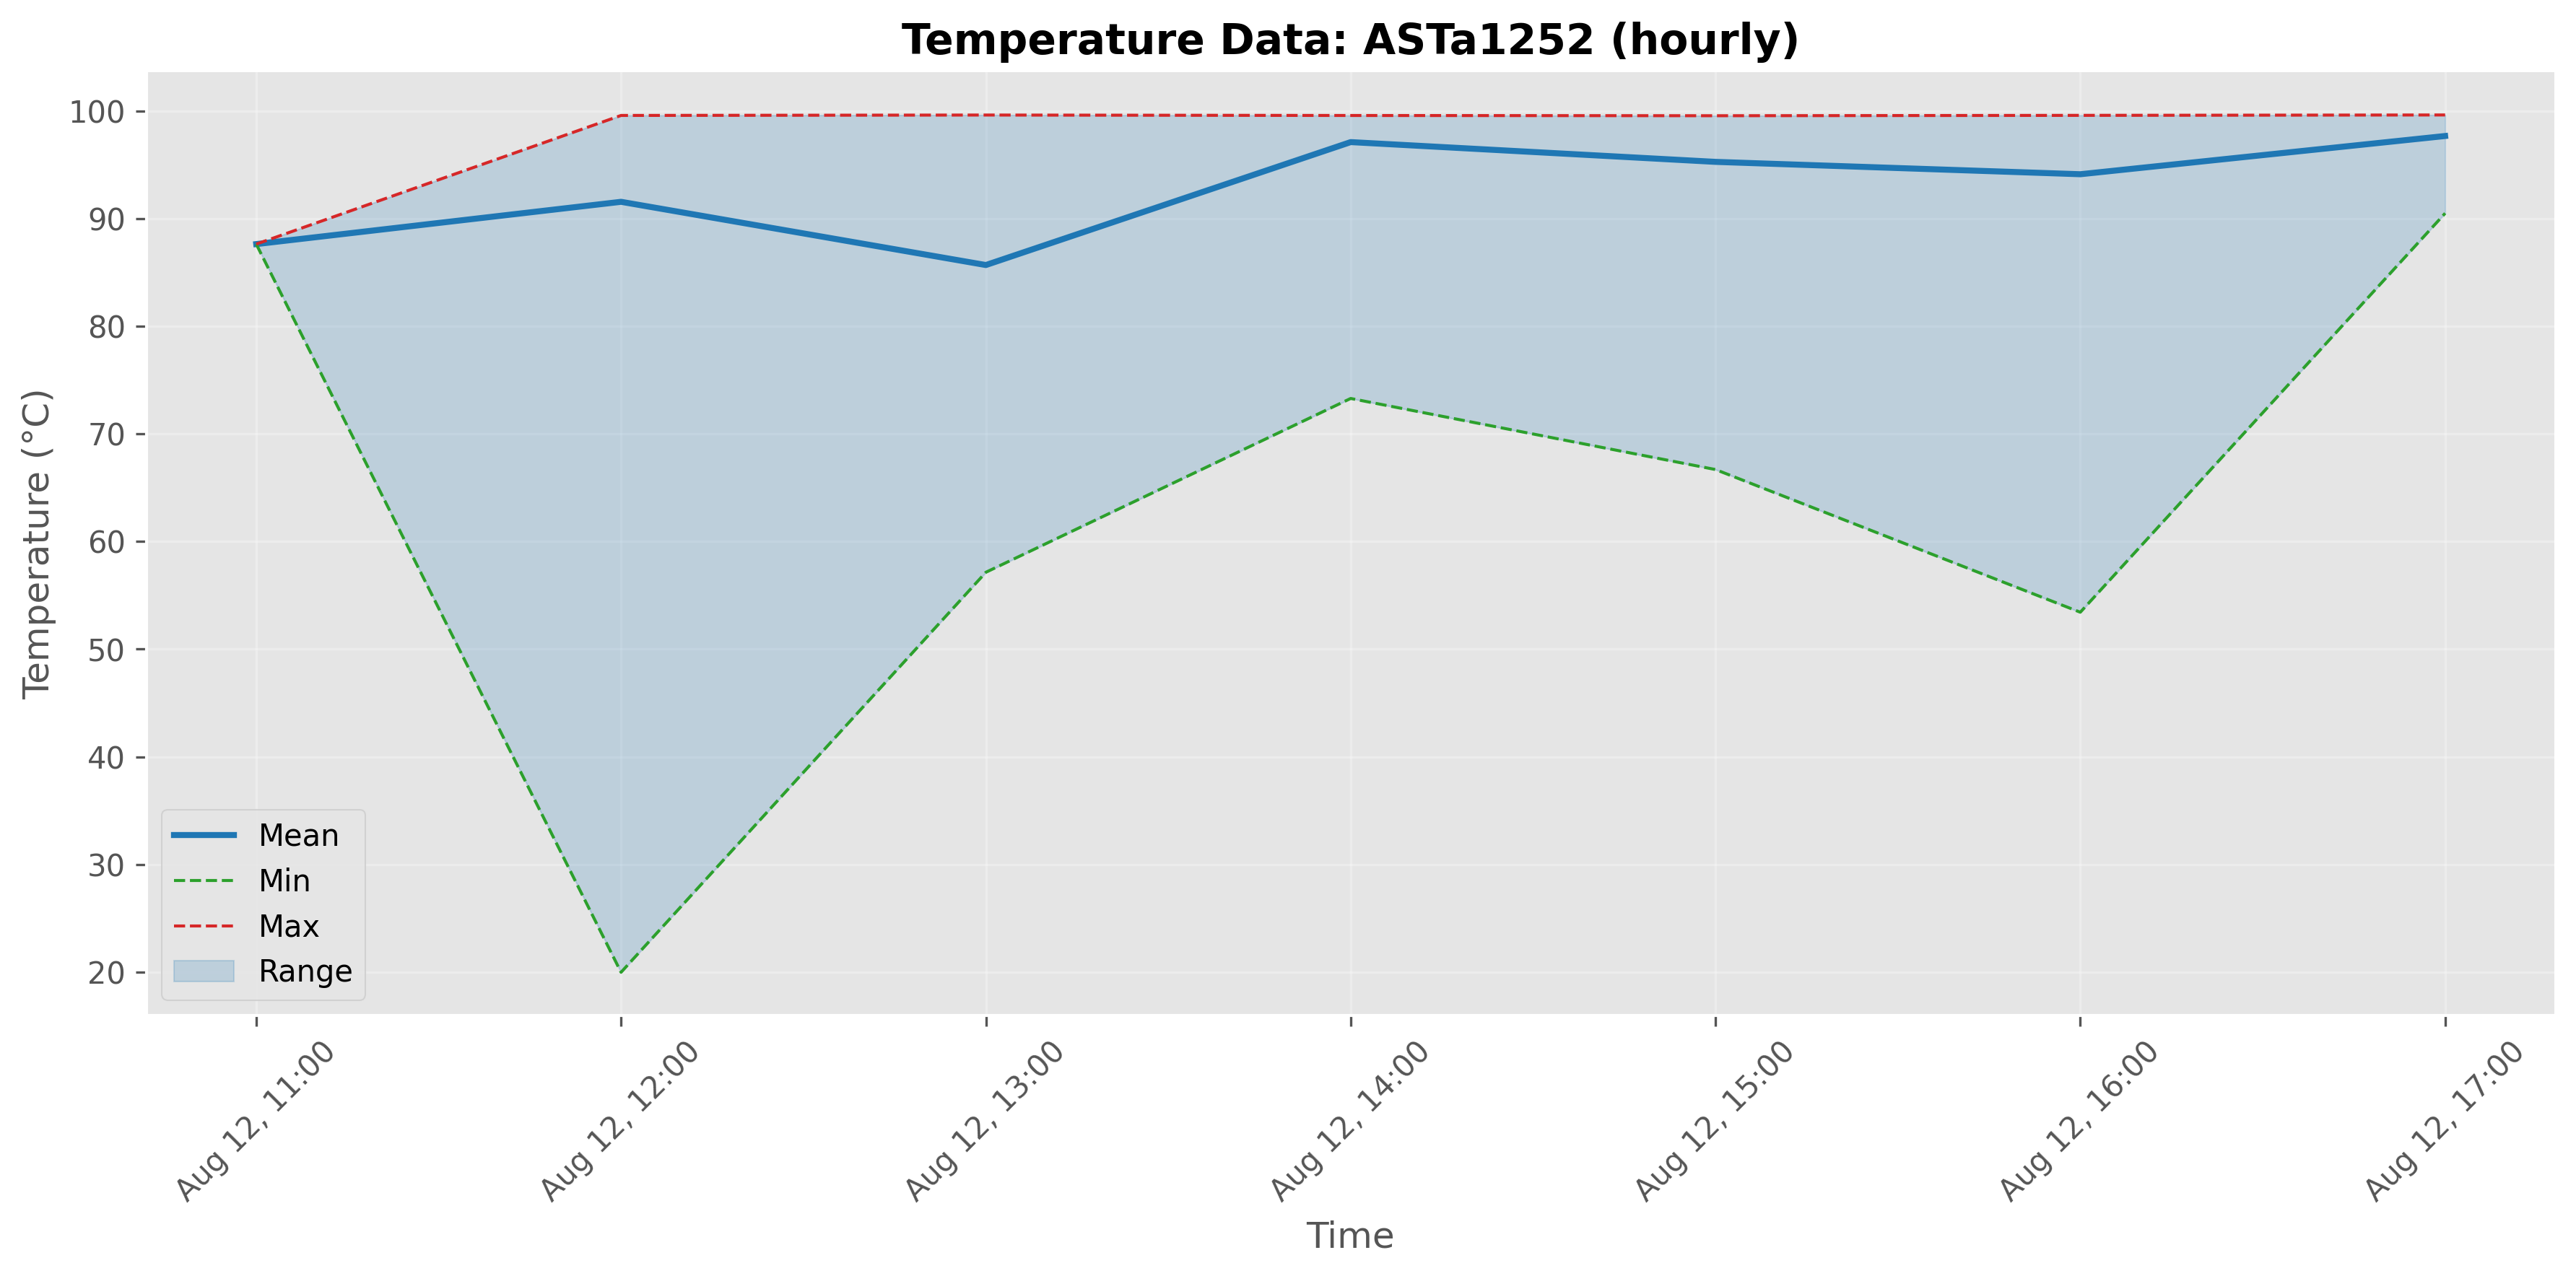 Temperature Data: ASTa1252 (hourly)
Temperature (°C)
100
90
80
70
60
50
40
30
20
Mean
Min
Max
Range
Aug 12, 11:00
Aug 12, 12:00
Aug 12, 13:00
Aug 12, 14:00
Aug 12, 15:00
Aug 12, 16:00
Aug 12, 17:00
Time